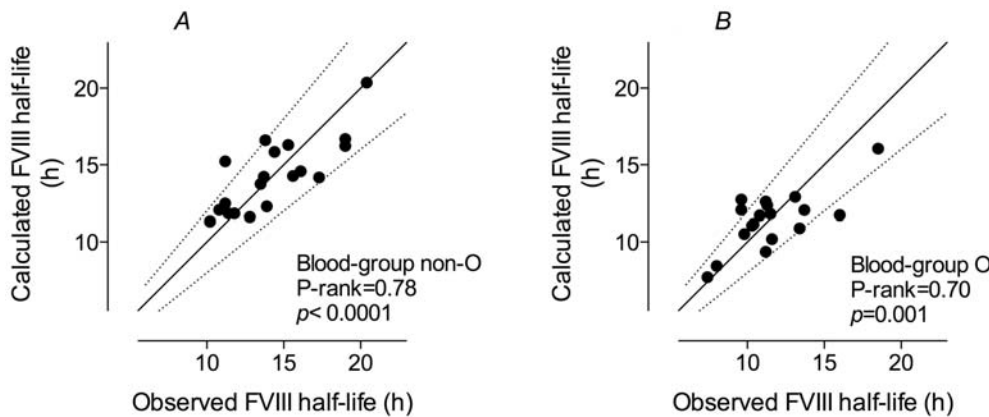 A
Calculated FVIII half-life
(h)
20
15
10
Blood-group non-O
P-rank=0.78
p< 0.0001
10 15 20
Observed FVIII half-life (h)
B
Calculated FVIII half-life
(h)
20
15
10
Blood-group O
P-rank=0.70
p=0.001
10 15 20
Observed FVIII half-life (h)